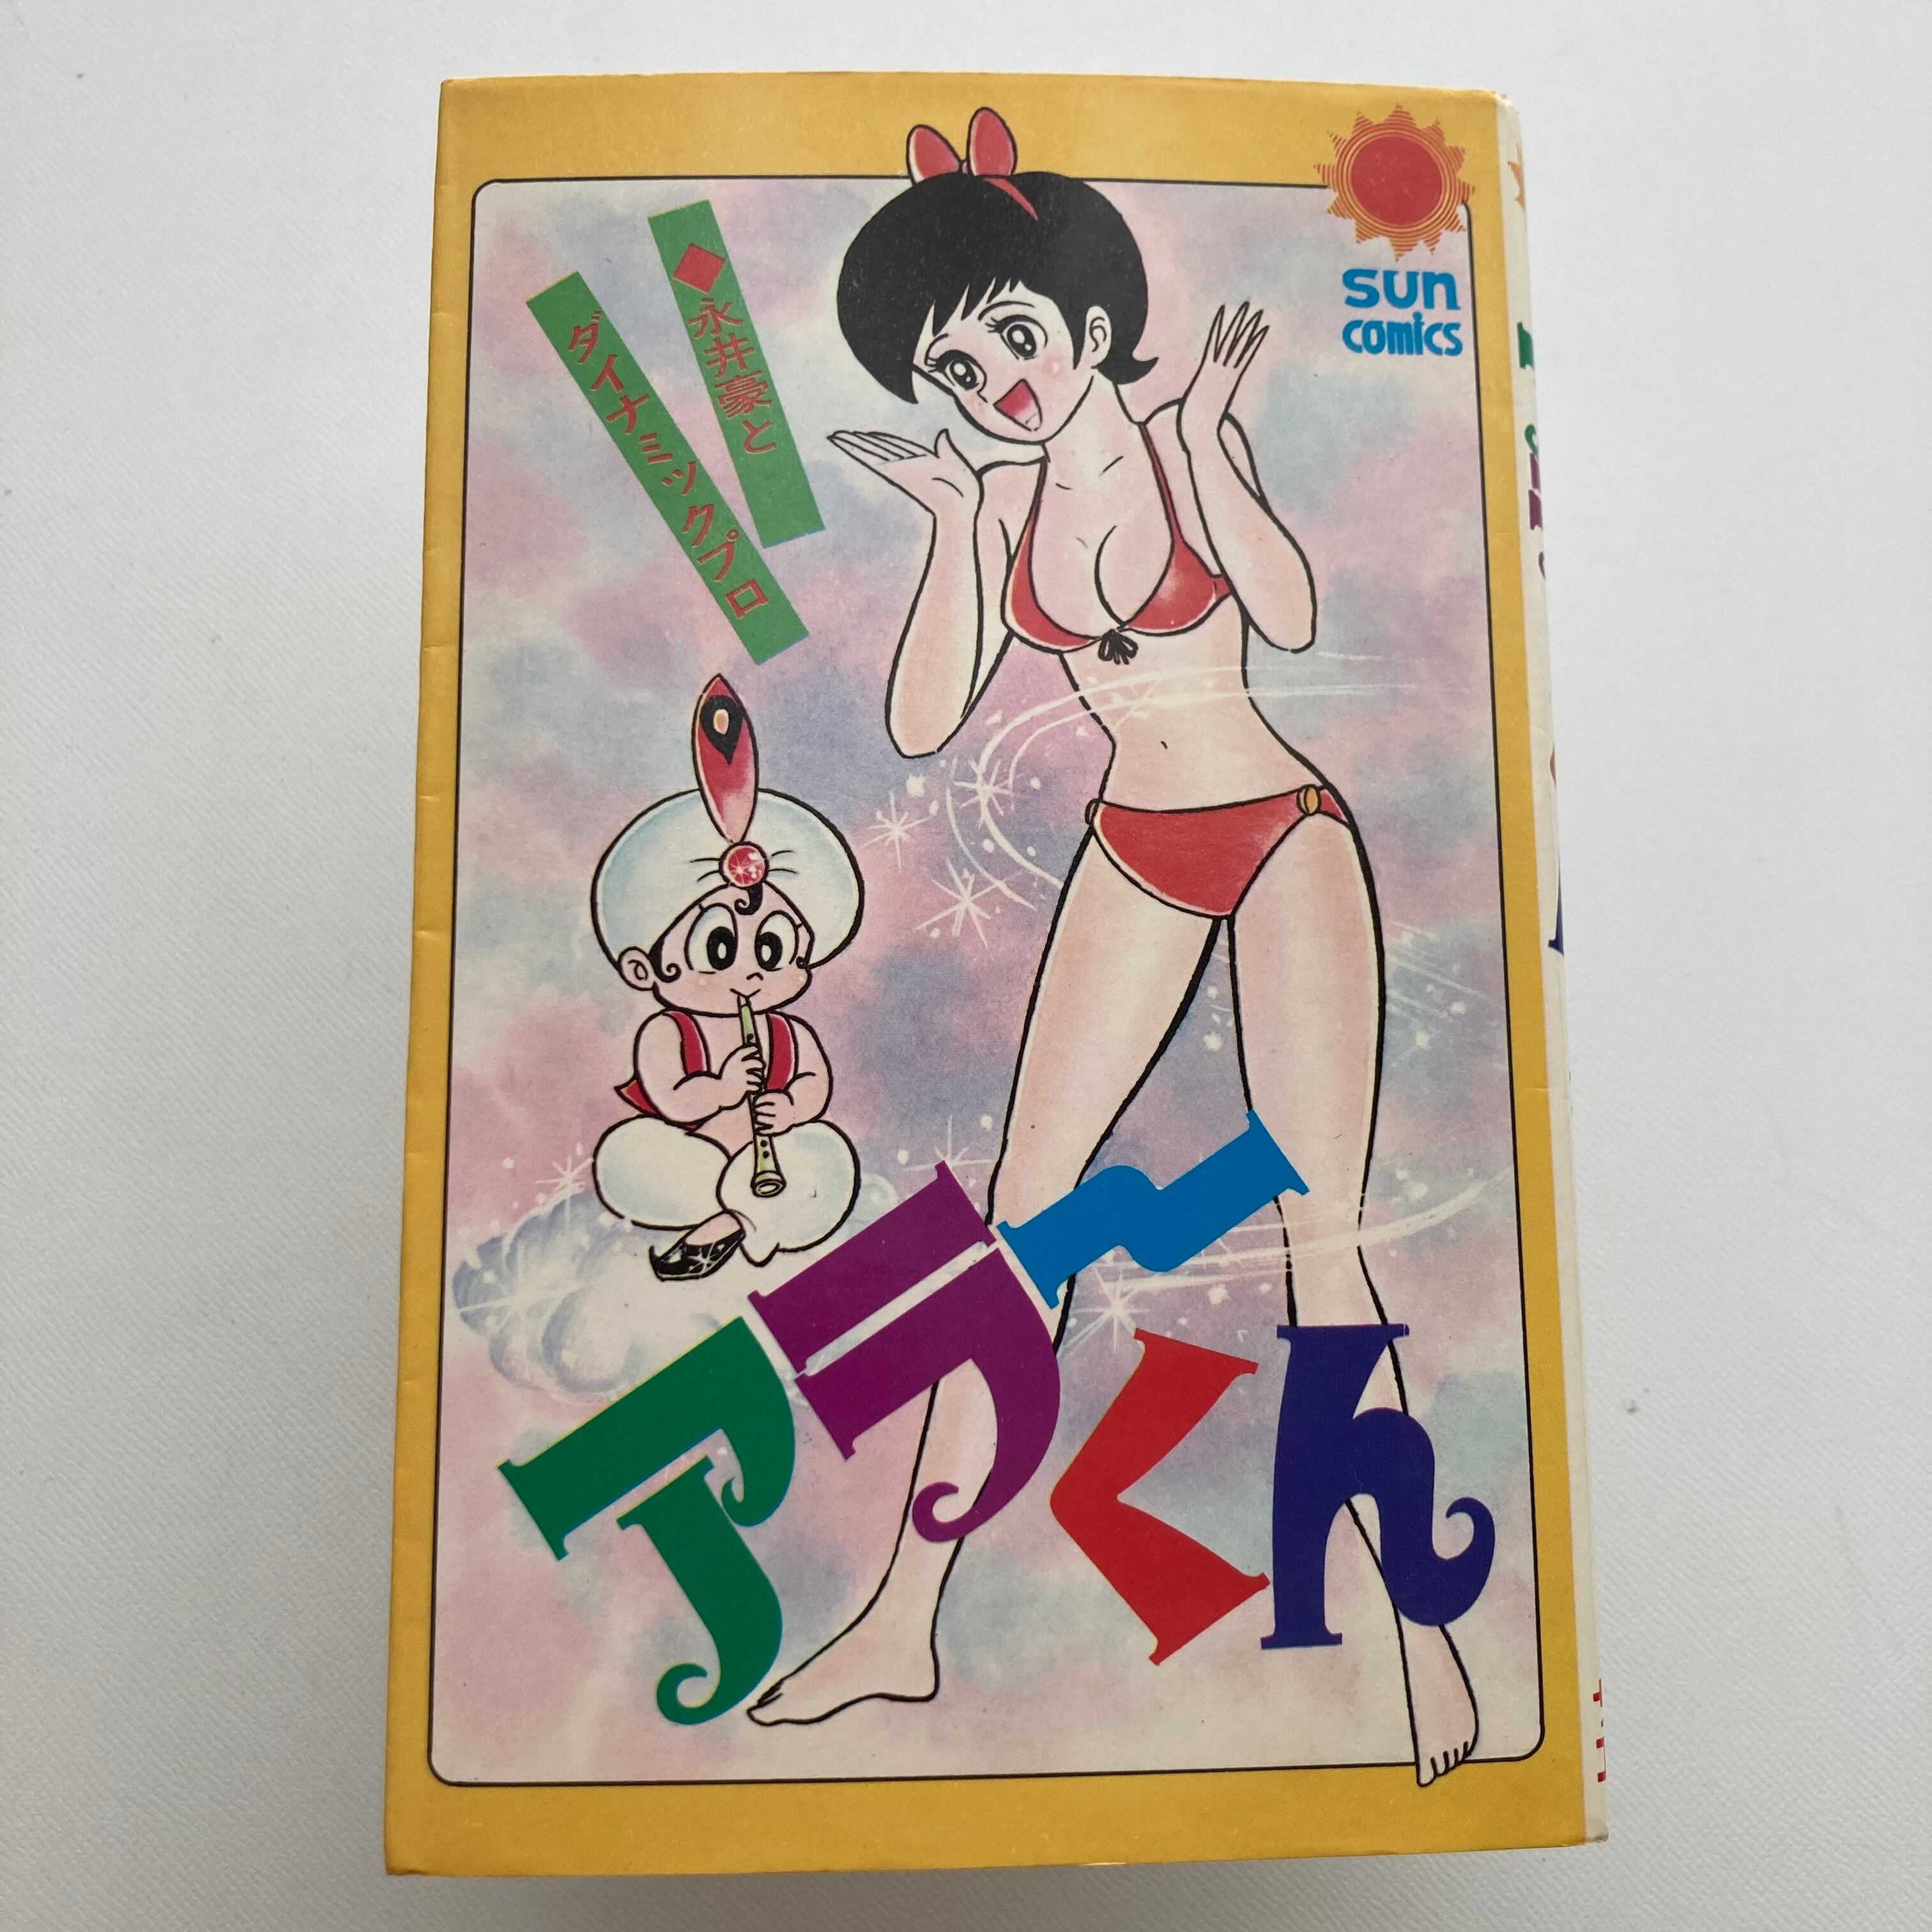 ◆永井豪と
ダイナミックプロ
sun
comics
アラーくん